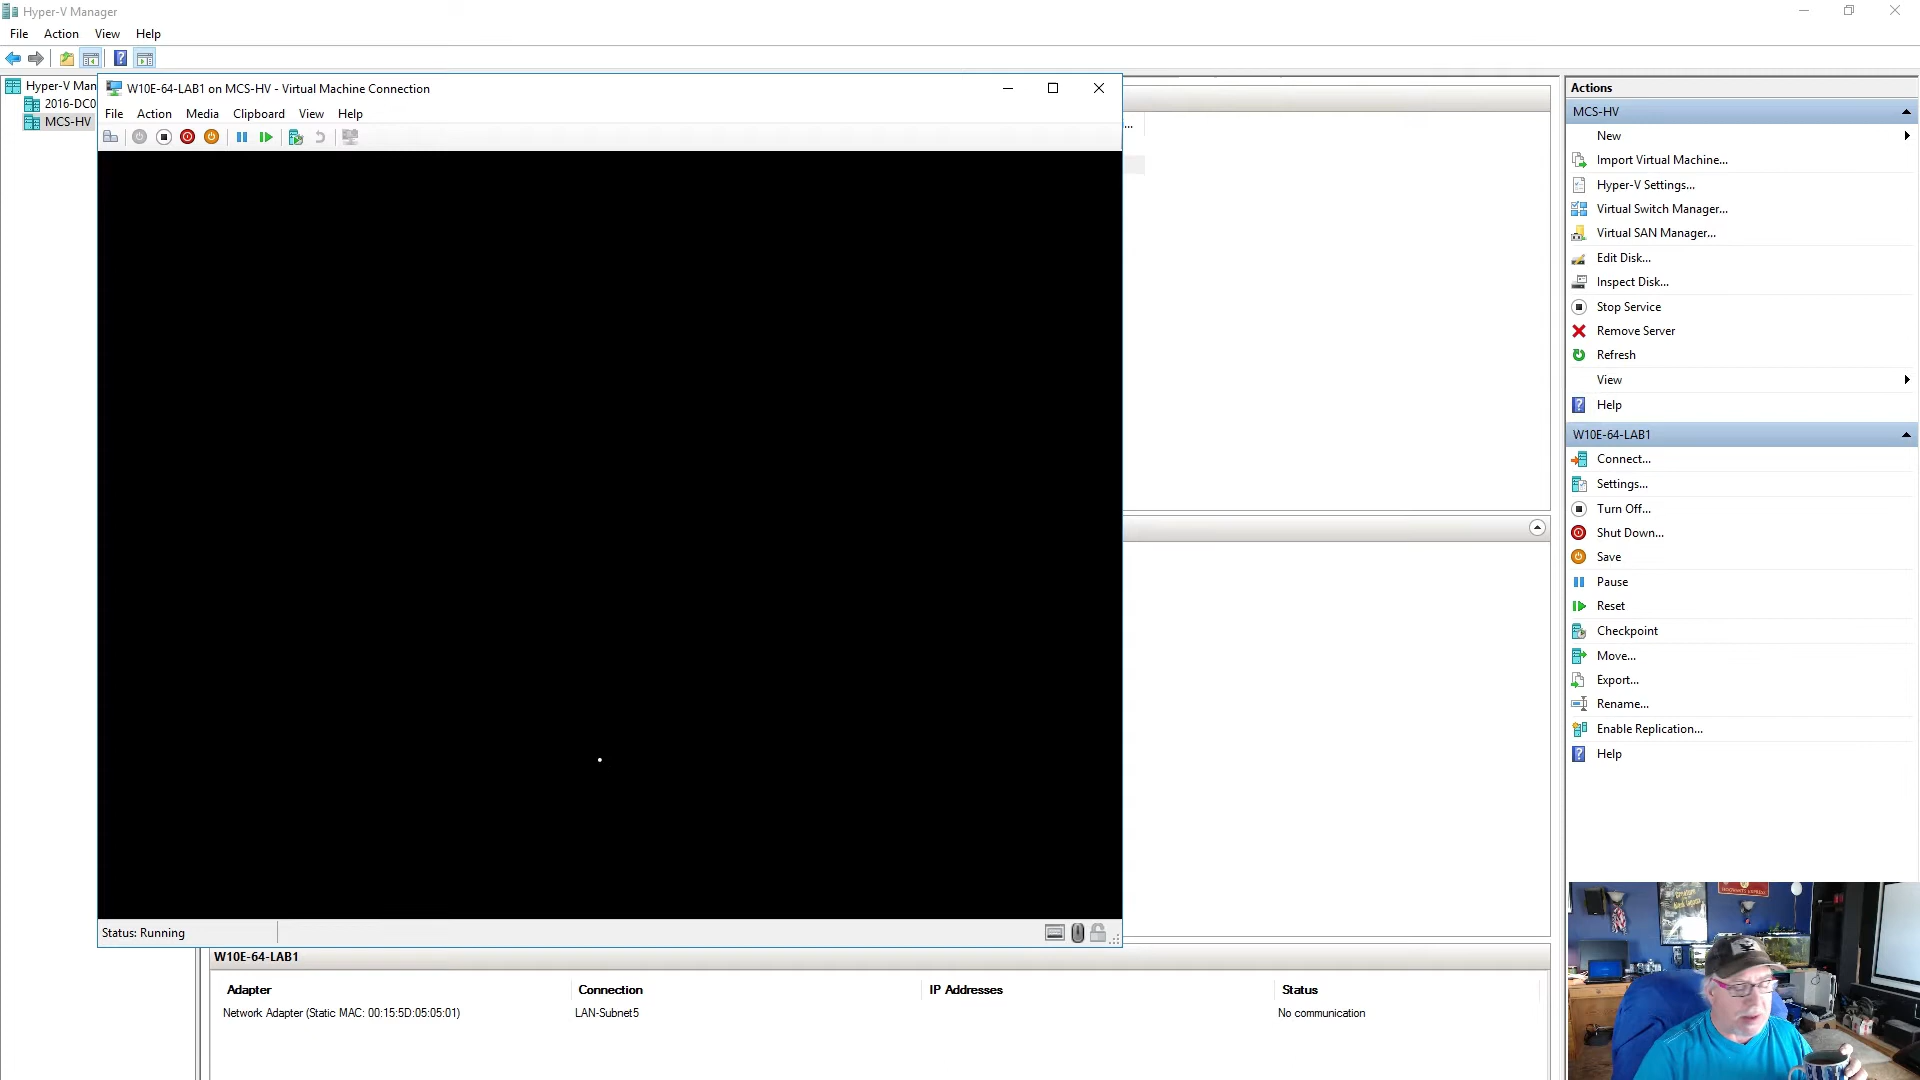 Hyper-V Manager
File Action View Help
Hyper-V Man
2016-DC0
MCS-HV
W10E-64-LAB1 on MCS-HV - Virtual Machine Connection
File Action Media Clipboard View Help
...
Status: Running
W10E-64-LAB1
Adapter Connection IP Addresses Status
Network Adapter (Static MAC: 00:15:5D:05:05:01) LAN-Subnet5 No communication
Actions
MCS-HV
New
Import Virtual Machine...
Hyper-V Settings...
Virtual Switch Manager...
Virtual SAN Manager...
Edit Disk...
Inspect Disk...
Stop Service
Remove Server
Refresh
View
Help
W10E-64-LAB1
Connect...
Settings...
Turn Off...
Shut Down...
Save
Pause
Reset
Checkpoint
Move...
Export...
Rename...
Enable Replication...
Help